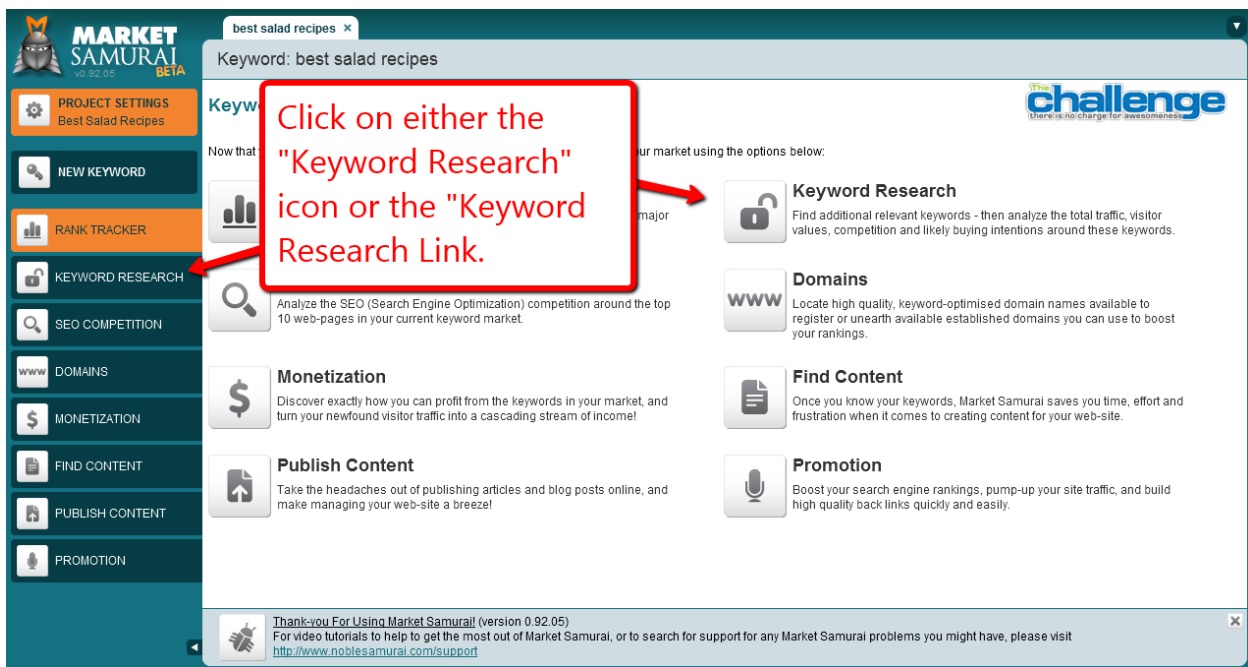 MARKET
SAMURAI
v0.92.05 BETA
best salad recipes ×
Keyword: best salad recipes
PROJECT SETTINGS
Best Salad Recipes
NEW KEYWORD
RANK TRACKER
KEYWORD RESEARCH
SEO COMPETITION
www DOMAINS
MONETIZATION
FIND CONTENT
PUBLISH CONTENT
PROMOTION
Click on either the
"Keyword Research"
icon or the "Keyword
Research Link.
The
challenge
there is no charge for awesomeness
Now that
market using the options below:
major
Keyword Research
Find additional relevant keywords - then analyze the total traffic, visitor
values, competition and likely buying intentions around these keywords.
Analyze the SEO (Search Engine Optimization) competition around the top
10 web-pages in your current keyword market.
www
Domains
Locate high quality, keyword-optimised domain names available to
register or unearth available established domains you can use to boost
your rankings.
$
Monetization
Discover exactly how you can profit from the keywords in your market, and
turn your newfound visitor traffic into a cascading stream of income!
Find Content
Once you know your keywords, Market Samurai saves you time, effort and
frustration when it comes to creating content for your web-site.
Publish Content
Take the headaches out of publishing articles and blog posts online, and
make managing your web-site a breeze!
Promotion
Boost your search engine rankings, pump-up your site traffic, and build
high quality back links quickly and easily.
Thank-you For Using Market Samurai! (version 0.92.05)
For video tutorials to help to get the most out of Market Samurai, or to search for support for any Market Samurai problems you might have, please visit
http://www.noblesamurai.com/support